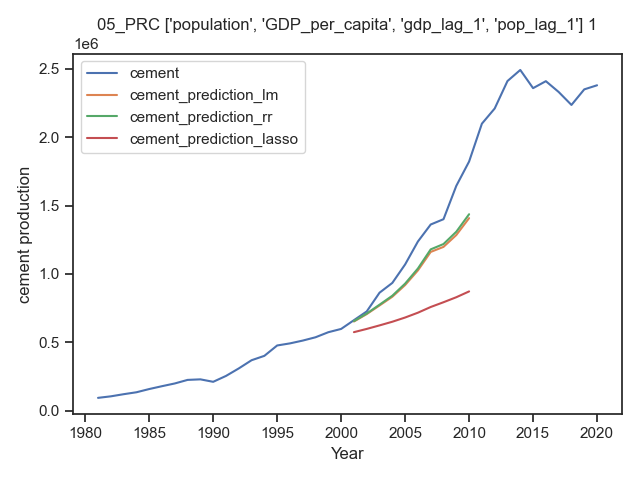 05_PRC ['population', 'GDP_per_capita', 'gdp_lag_1', 'pop_lag_1'] 1
1e6
cement
cement_prediction_lm
cement_prediction_rr
cement_prediction_lasso
2.5
2.0
1.5
1.0
0.5
0.0
cement production
1980 1985 1990 1995 2000 2005 2010 2015 2020
Year